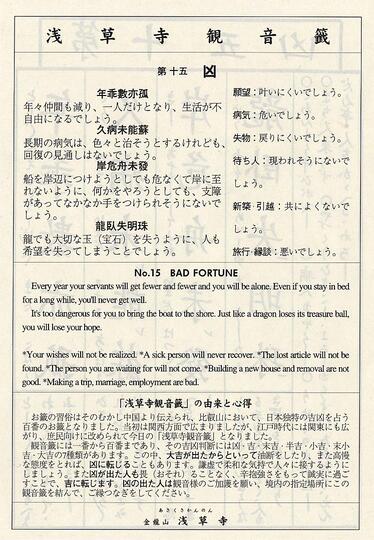 浅草寺観音籤
第十五 凶
年乖數亦孤
年々仲間も減り、一人だけとなり、生活が不
自由になるでしょう。
久病未能蘇
長期の病気は、色々と治そうとするけれども、
回復の見通しはないでしょう。
岸危舟未發
船を岸辺につけようとしても危なくて岸に至
れないように、何かをやろうとしても、支障
があってなかなか手をつけられそうにないで
しょう。
龍臥失明珠
龍でも大切な玉（宝石）を失うように、人も
希望を失ってしまうことでしょう。
願望：叶いにくいでしょう。
病気：危いでしょう。
失物：戻りにくいでしょう。
待ち人：現われそうにないで
しょう。
新築・引越：共によくないで
しょう。
旅行・縁談：悪いでしょう。
No.15 BAD FORTUNE
Every year your servants will get fewer and fewer and you will be alone. Even if you stay in bed
for a long while, you'll never get well.
It's too dangerous for you to bring the boat to the shore. Just like a dragon loses its treasure ball,
you will lose your hope.
*Your wishes will not be realized. *A sick person will never recover. *The lost article will not be
found. *The person you are waiting for will not come. *Building a new house and removal are not
good. *Making a trip, marriage, employment are bad.
「浅草寺観音籤」の由来と心得
お籤の習俗はそのむかし中国より伝えられ、比叡山において、日本独特の吉凶を占う
百番のお籤となりました。当初は関西方面で広まりましたが、江戸時代には関東にも広
がり、庶民向けに改められて今日の「浅草寺観音籤」となりました。
観音籤には一番から百番まであり、その吉凶判断には凶・吉・末吉・半吉・小吉・末小
吉・大吉の7種類があります。この中、大吉が出たからといって油断をしたり、また高慢
な態度をとれば、凶に転じることもあります。謙虚で柔和な気持で人々に接するようにしま
しょう。また凶が出た人も畏（おそれ）ることなく、辛抱強さをもって誠実に過ご
すことで、吉に転じます。凶の出た人は観音様のご加護を願い、境内の指定場所にこの
観音籤を結んで、ご縁つなぎをしてください。
あさくさかんのん
金龍山 浅草寺